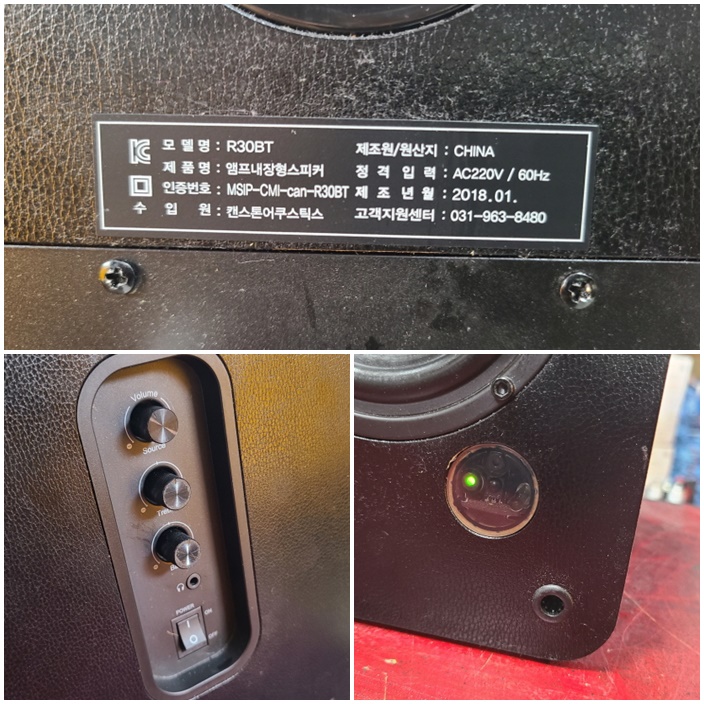 모델명 : R30BT
제품명 : 앰프내장형스피커
인증번호 : MSIP-CMI-can-R30BT
수입원 : 캔스톤어쿠스틱스
제조원/원산지 : CHINA
정격입력 : AC220V / 60Hz
제조년월 : 2018.01.
고객지원센터 : 031-963-8480
Volume
Source
POWER
ON
OFF